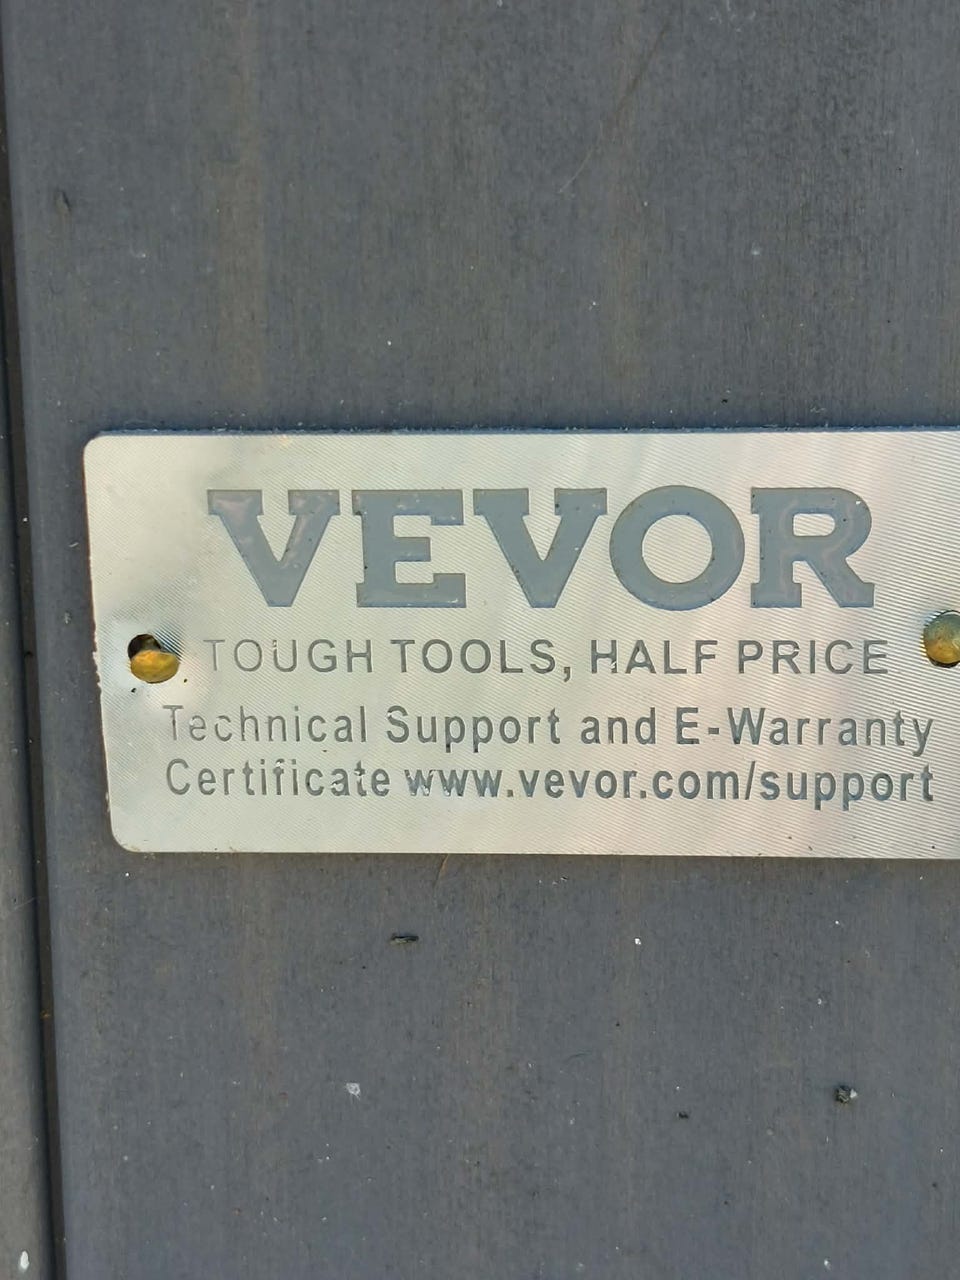 VEVOR
TOUGH TOOLS, HALF PRICE
Technical Support and E-Warranty
Certificate www.vevor.com/support